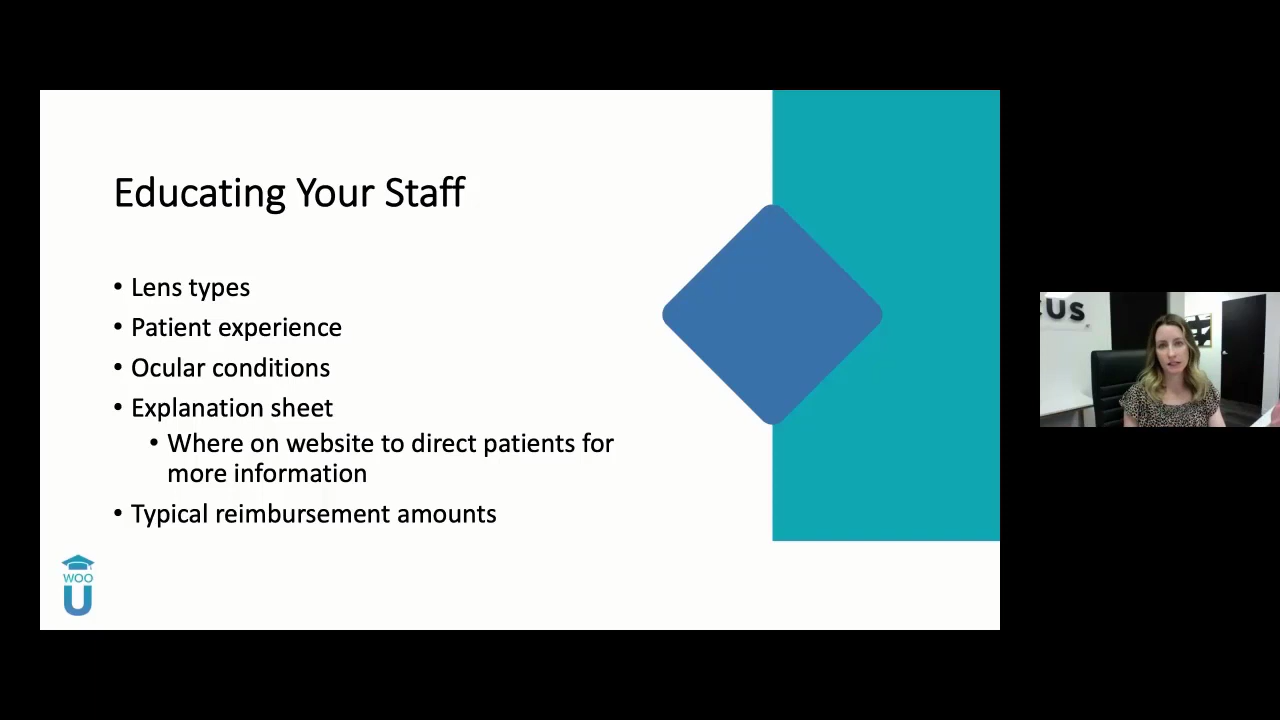 Educating Your Staff
• Lens types
• Patient experience
• Ocular conditions
• Explanation sheet
• Where on website to direct patients for
more information
• Typical reimbursement amounts
WOO
U
US